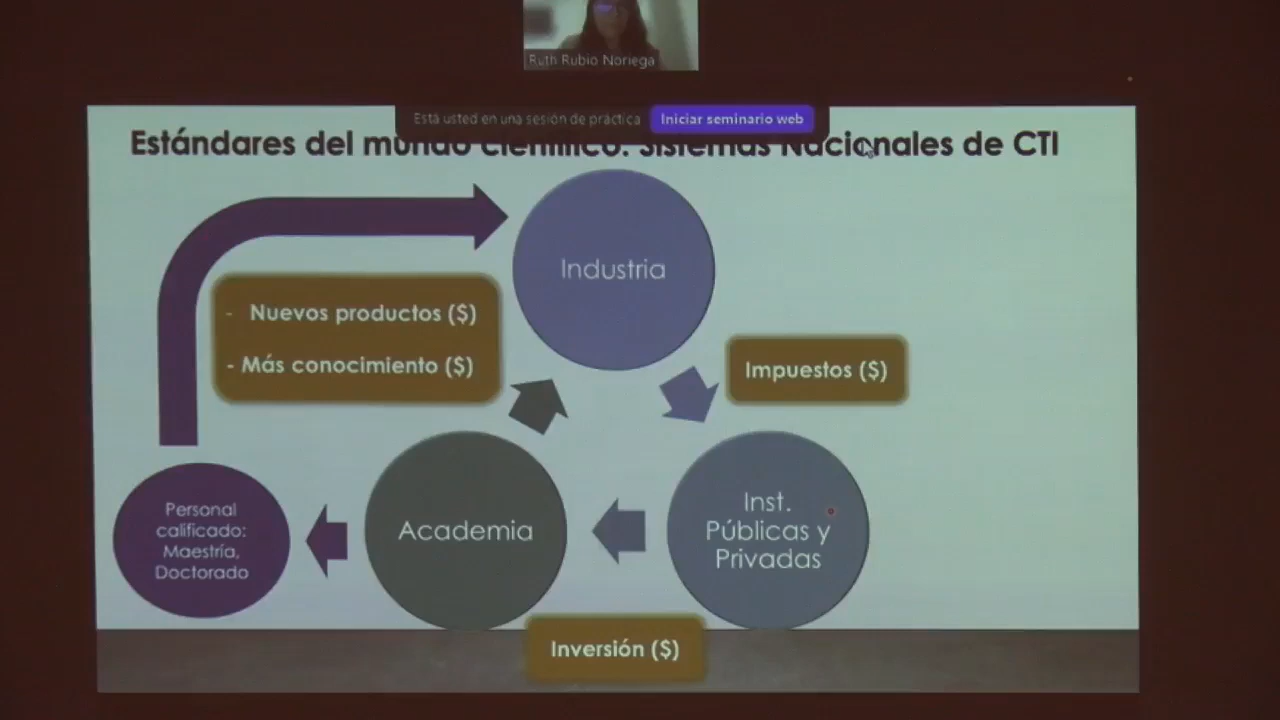 Ruth Rubio Noriega
Está usted en una sesión de práctica
Iniciar seminario web
Estándares del mundo científico: Sistemas Nacionales de CTI
Industria
- Nuevos productos ($)
- Más conocimiento ($)
Impuestos ($)
Personal
calificado:
Maestría,
Doctorado
Academia
Inst.
Públicas y
Privadas
Inversión ($)